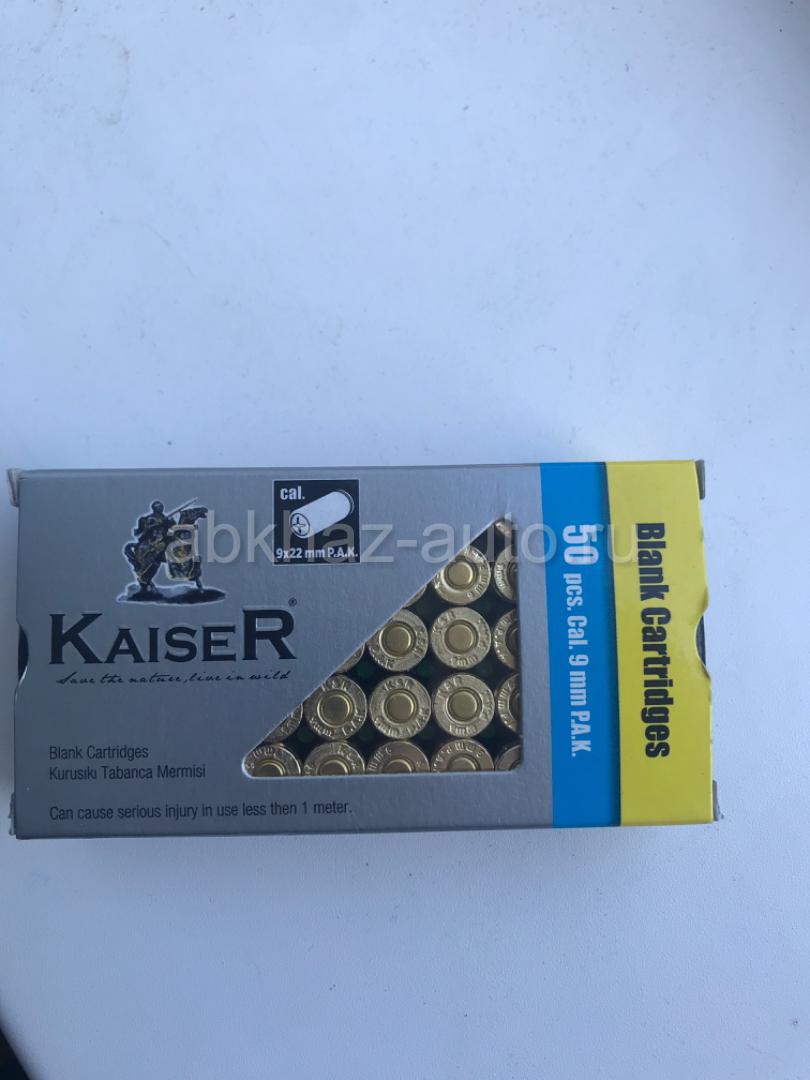 cal.
9x22 mm P.A.K.
KAISER®
Save the nature, live in wild
Blank Cartridges
Kurusıkı Tabanca Mermisi
Can cause serious injury in use less then 1 meter.
50 pcs. Cal. 9 mm P.A.K.
Blank Cartridges
abkhaz-auto.ru